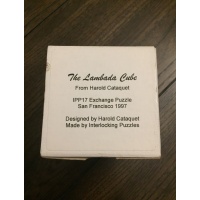 The Lambada Cube
From Harold Cataquet
IPP17 Exchange Puzzle
San Francisco 1997
Designed by Harold Cataquet
Made by Interlocking Puzzles